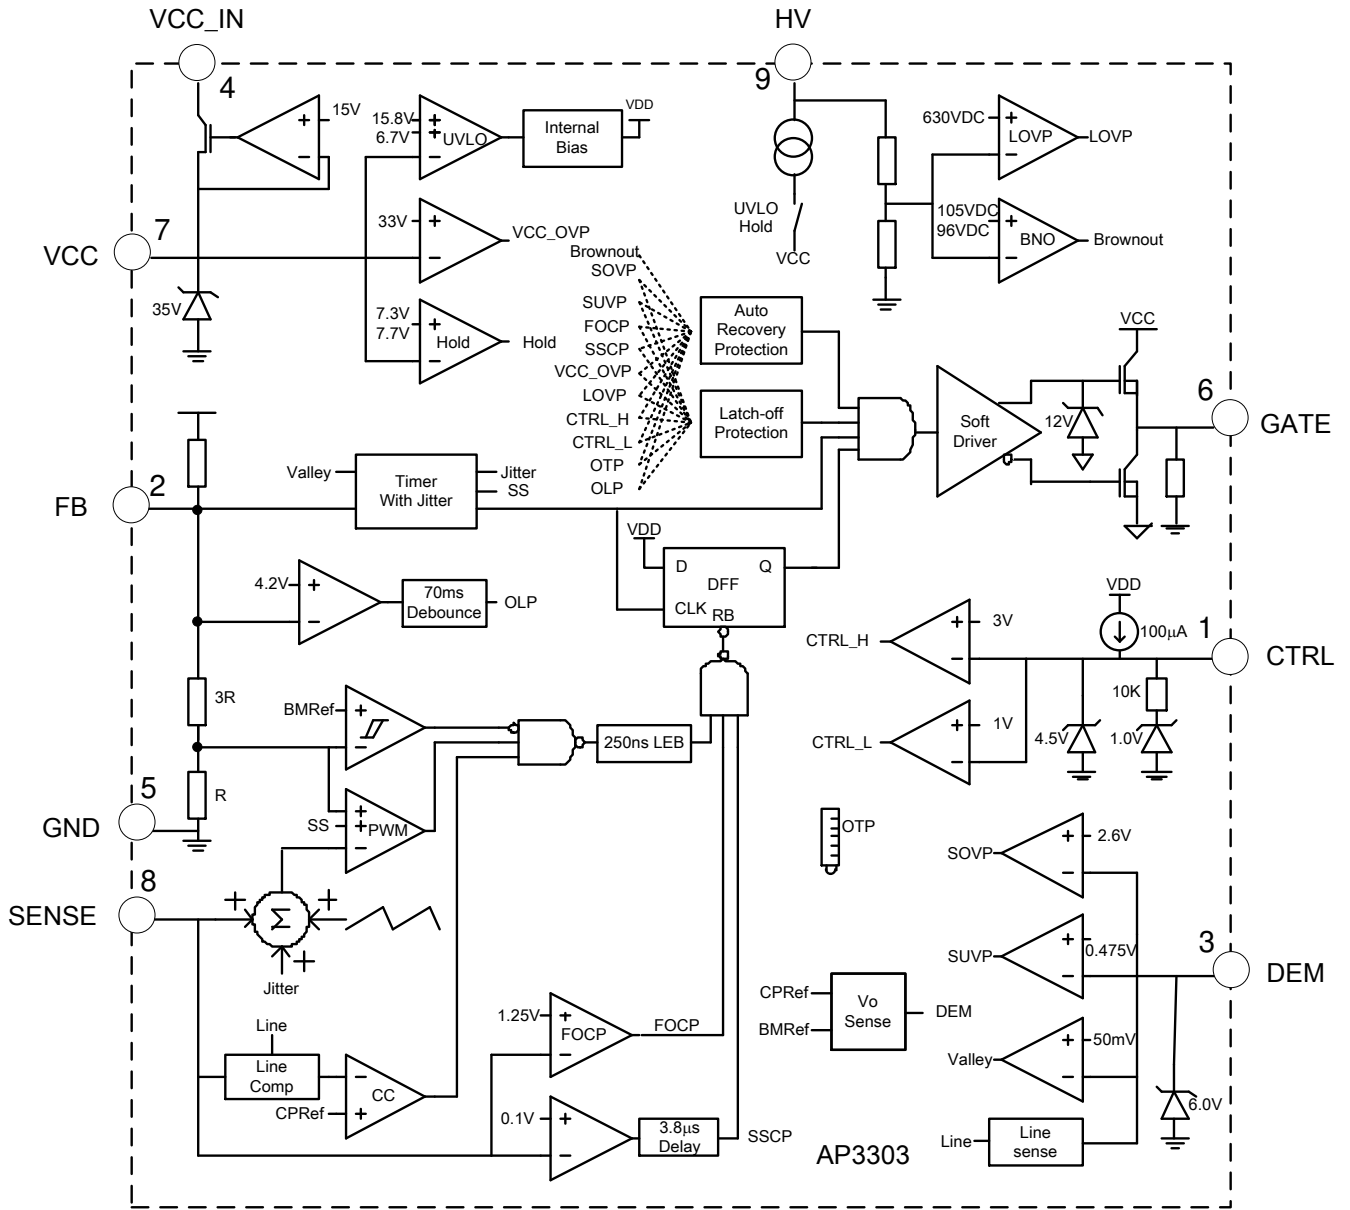 VCC_IN
HV
4
9
15V
+
−
15.8V
6.7V
+
+
−
UVLO
Internal
Bias
VDD
630VDC
+
−
LOVP
LOVP
UVLO
Hold
VCC
105VDC
96VDC
+
−
BNO
Brownout
7
VCC
33V
+
−
VCC_OVP
35V
7.3V
7.7V
+
−
Hold
Hold
Brownout
SOVP
SUVP
FOCP
SSCP
VCC_OVP
LOVP
CTRL_H
CTRL_L
OTP
OLP
Auto
Recovery
Protection
Latch-off
Protection
Soft
Driver
VCC
12V
6
GATE
2
FB
Valley
Timer
With Jitter
Jitter
SS
VDD
D
Q
DFF
CLK
RB
4.2V
+
−
70ms
Debounce
OLP
3R
R
5
GND
BMRef
+
−
SS
+
+
−
PWM
250ns LEB
CTRL_H
+
−
3V
VDD
100µA
1
CTRL
CTRL_L
+
−
1V
4.5V
10K
1.0V
OTP
8
SENSE
+
+
Σ
+
Jitter
Line
Line
Comp
CPRef
−
+
CC
1.25V
+
−
FOCP
FOCP
0.1V
+
−
3.8µs
Delay
SSCP
CPRef
BMRef
Vo
Sense
DEM
SOVP
+
−
2.6V
SUVP
+
−
0.475V
3
DEM
Valley
+
−
50mV
6.0V
Line
Line
sense
AP3303